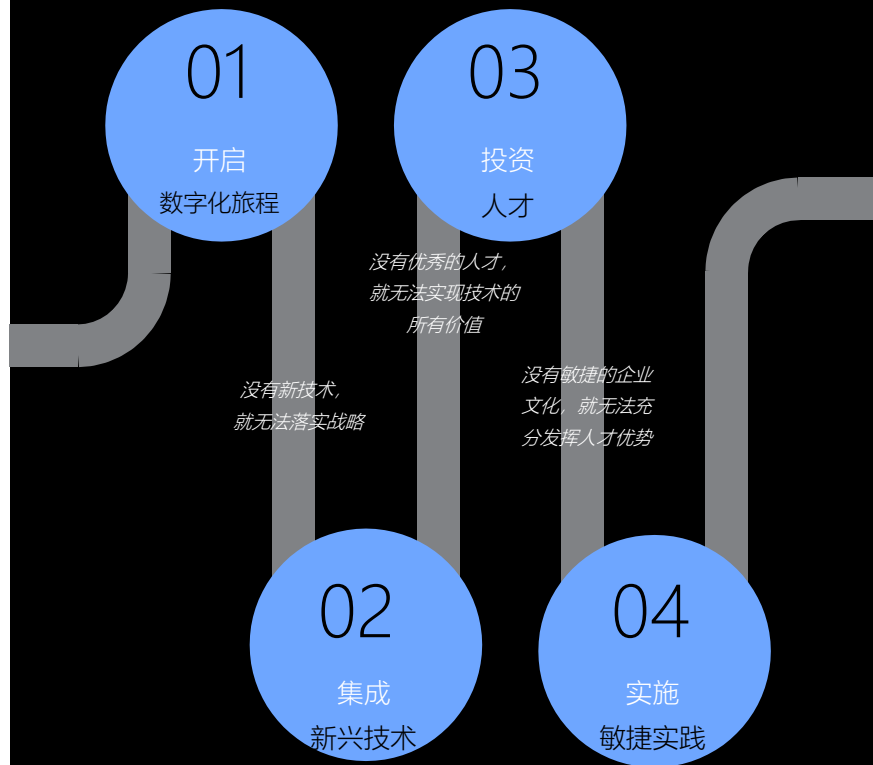 01
开启
数字化旅程
没有新技术，
就无法落实战略
02
集成
新兴技术
03
投资
人才
没有优秀的人才，
就无法实现技术的
所有价值
没有敏捷的企业
文化，就无法充
分发挥人才优势
04
实施
敏捷实践